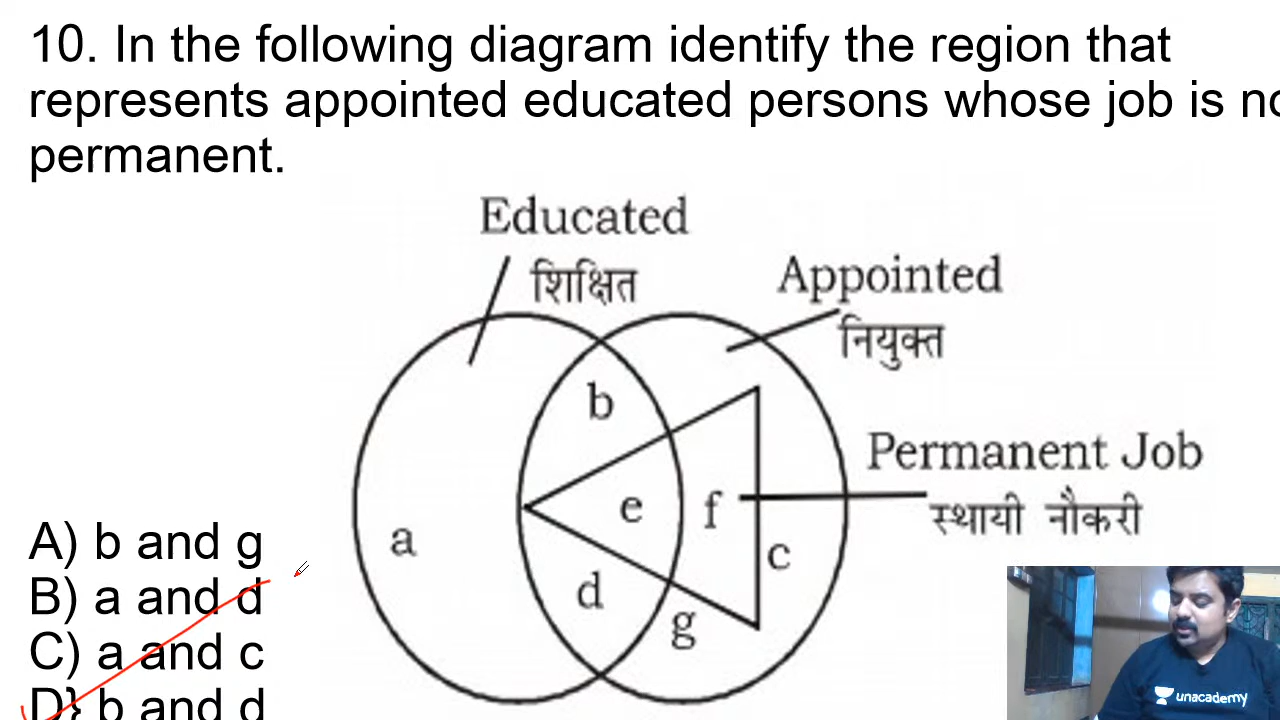 10. In the following diagram identify the region that
represents appointed educated persons whose job is no
permanent.
Educated
शिक्षित
Appointed
नियुक्त
b
Permanent Job
स्थायी नौकरी
e
f
a
c
d
g
A) b and g
B) a and d
C) a and c
D} b and d
unacademy